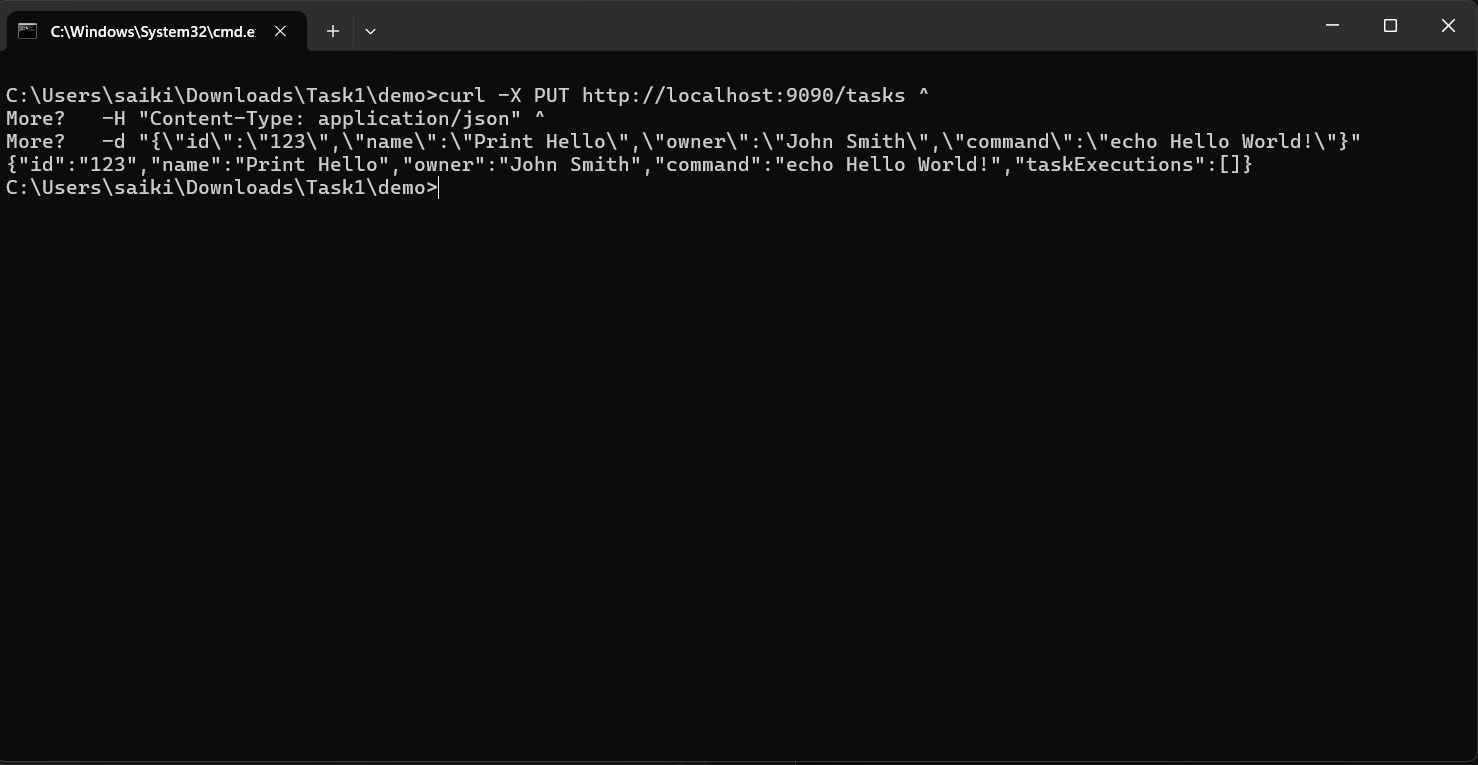 C:\Windows\System32\cmd.e
C:\Users\saiki\Downloads\Task1\demo>curl -X PUT http://localhost:9090/tasks ^
More?   -H "Content-Type: application/json" ^
More?   -d "{\"id\":\"123\",\"name\":\"Print Hello\",\"owner\":\"John Smith\",\"command\":\"echo Hello World!\"}"
{"id":"123","name":"Print Hello","owner":"John Smith","command":"echo Hello World!","taskExecutions":[]}
C:\Users\saiki\Downloads\Task1\demo>